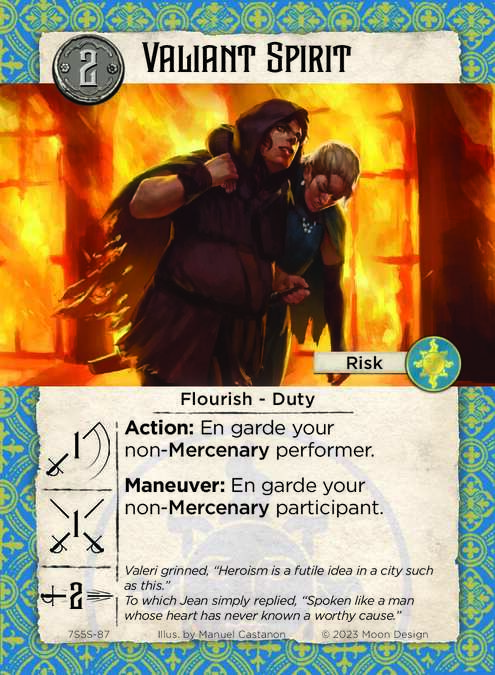 2
VALIANT SPIRIT
Risk
Flourish - Duty
1
Action: En garde your
non-Mercenary performer.
1
Maneuver: En garde your
non-Mercenary participant.
2
Valeri grinned, “Heroism is a futile idea in a city such
as this.”
To which Jean simply replied, “Spoken like a man
whose heart has never known a worthy cause.”
7S5S-87 Illus. by Manuel Castanon © 2023 Moon Design